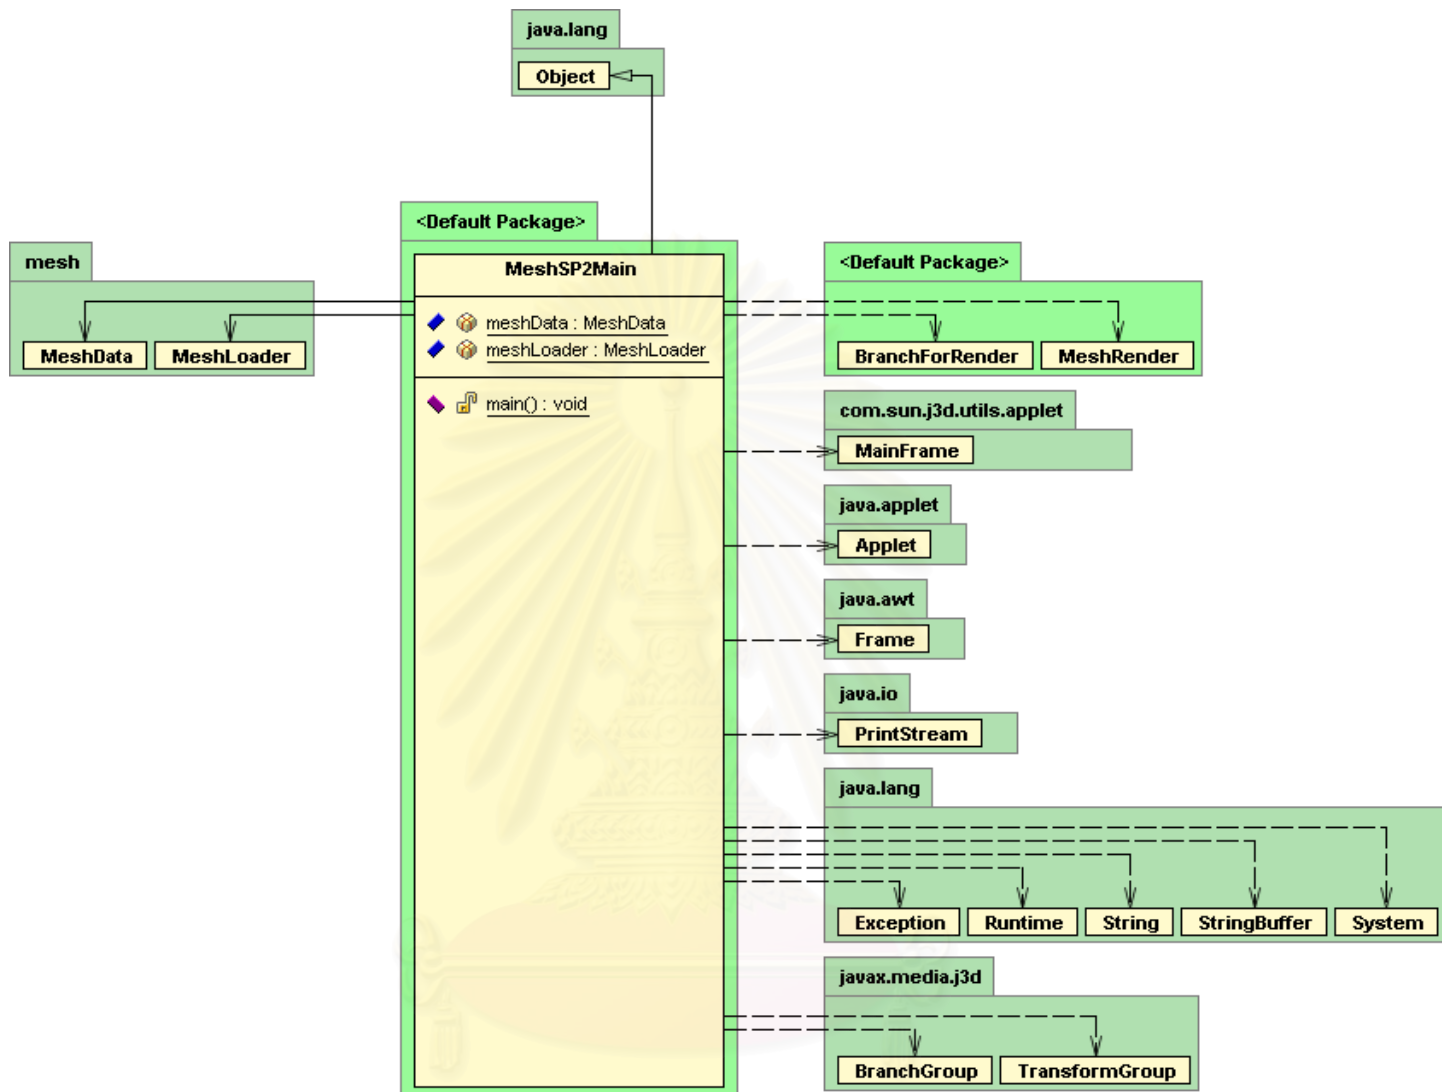 java.lang
Object
<Default Package>
mesh
MeshSP2Main
<Default Package>
meshData : MeshData
meshLoader : MeshLoader
MeshData
MeshLoader
BranchForRender
MeshRender
main() : void
com.sun.j3d.utils.applet
MainFrame
java.applet
Applet
java.awt
Frame
java.io
PrintStream
java.lang
Exception
Runtime
String
StringBuffer
System
javax.media.j3d
BranchGroup
TransformGroup